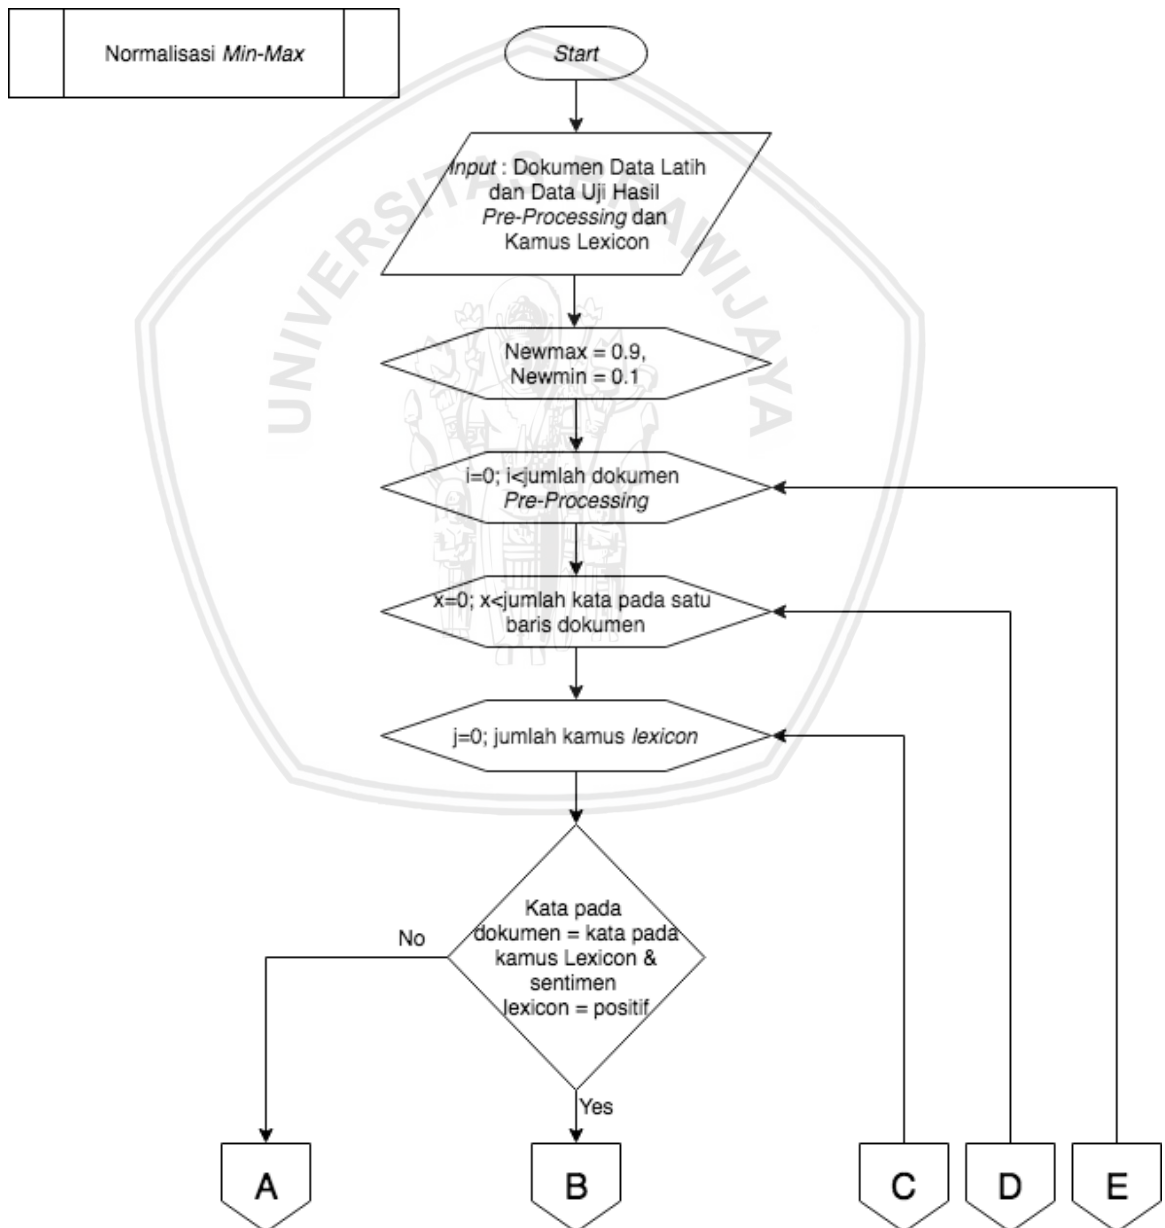 Normalisasi Min-Max
Start
Input : Dokumen Data Latih
dan Data Uji Hasil
Pre-Processing dan
Kamus Lexicon
Newmax = 0.9,
Newmin = 0.1
i=0; i<jumlah dokumen
Pre-Processing
x=0; x<jumlah kata pada satu
baris dokumen
j=0; jumlah kamus lexicon
Kata pada
dokumen = kata pada
kamus Lexicon &
sentimen
lexicon = positif
No
Yes
A
B
C
D
E
UNIVERSITAS BRAWIJAYA